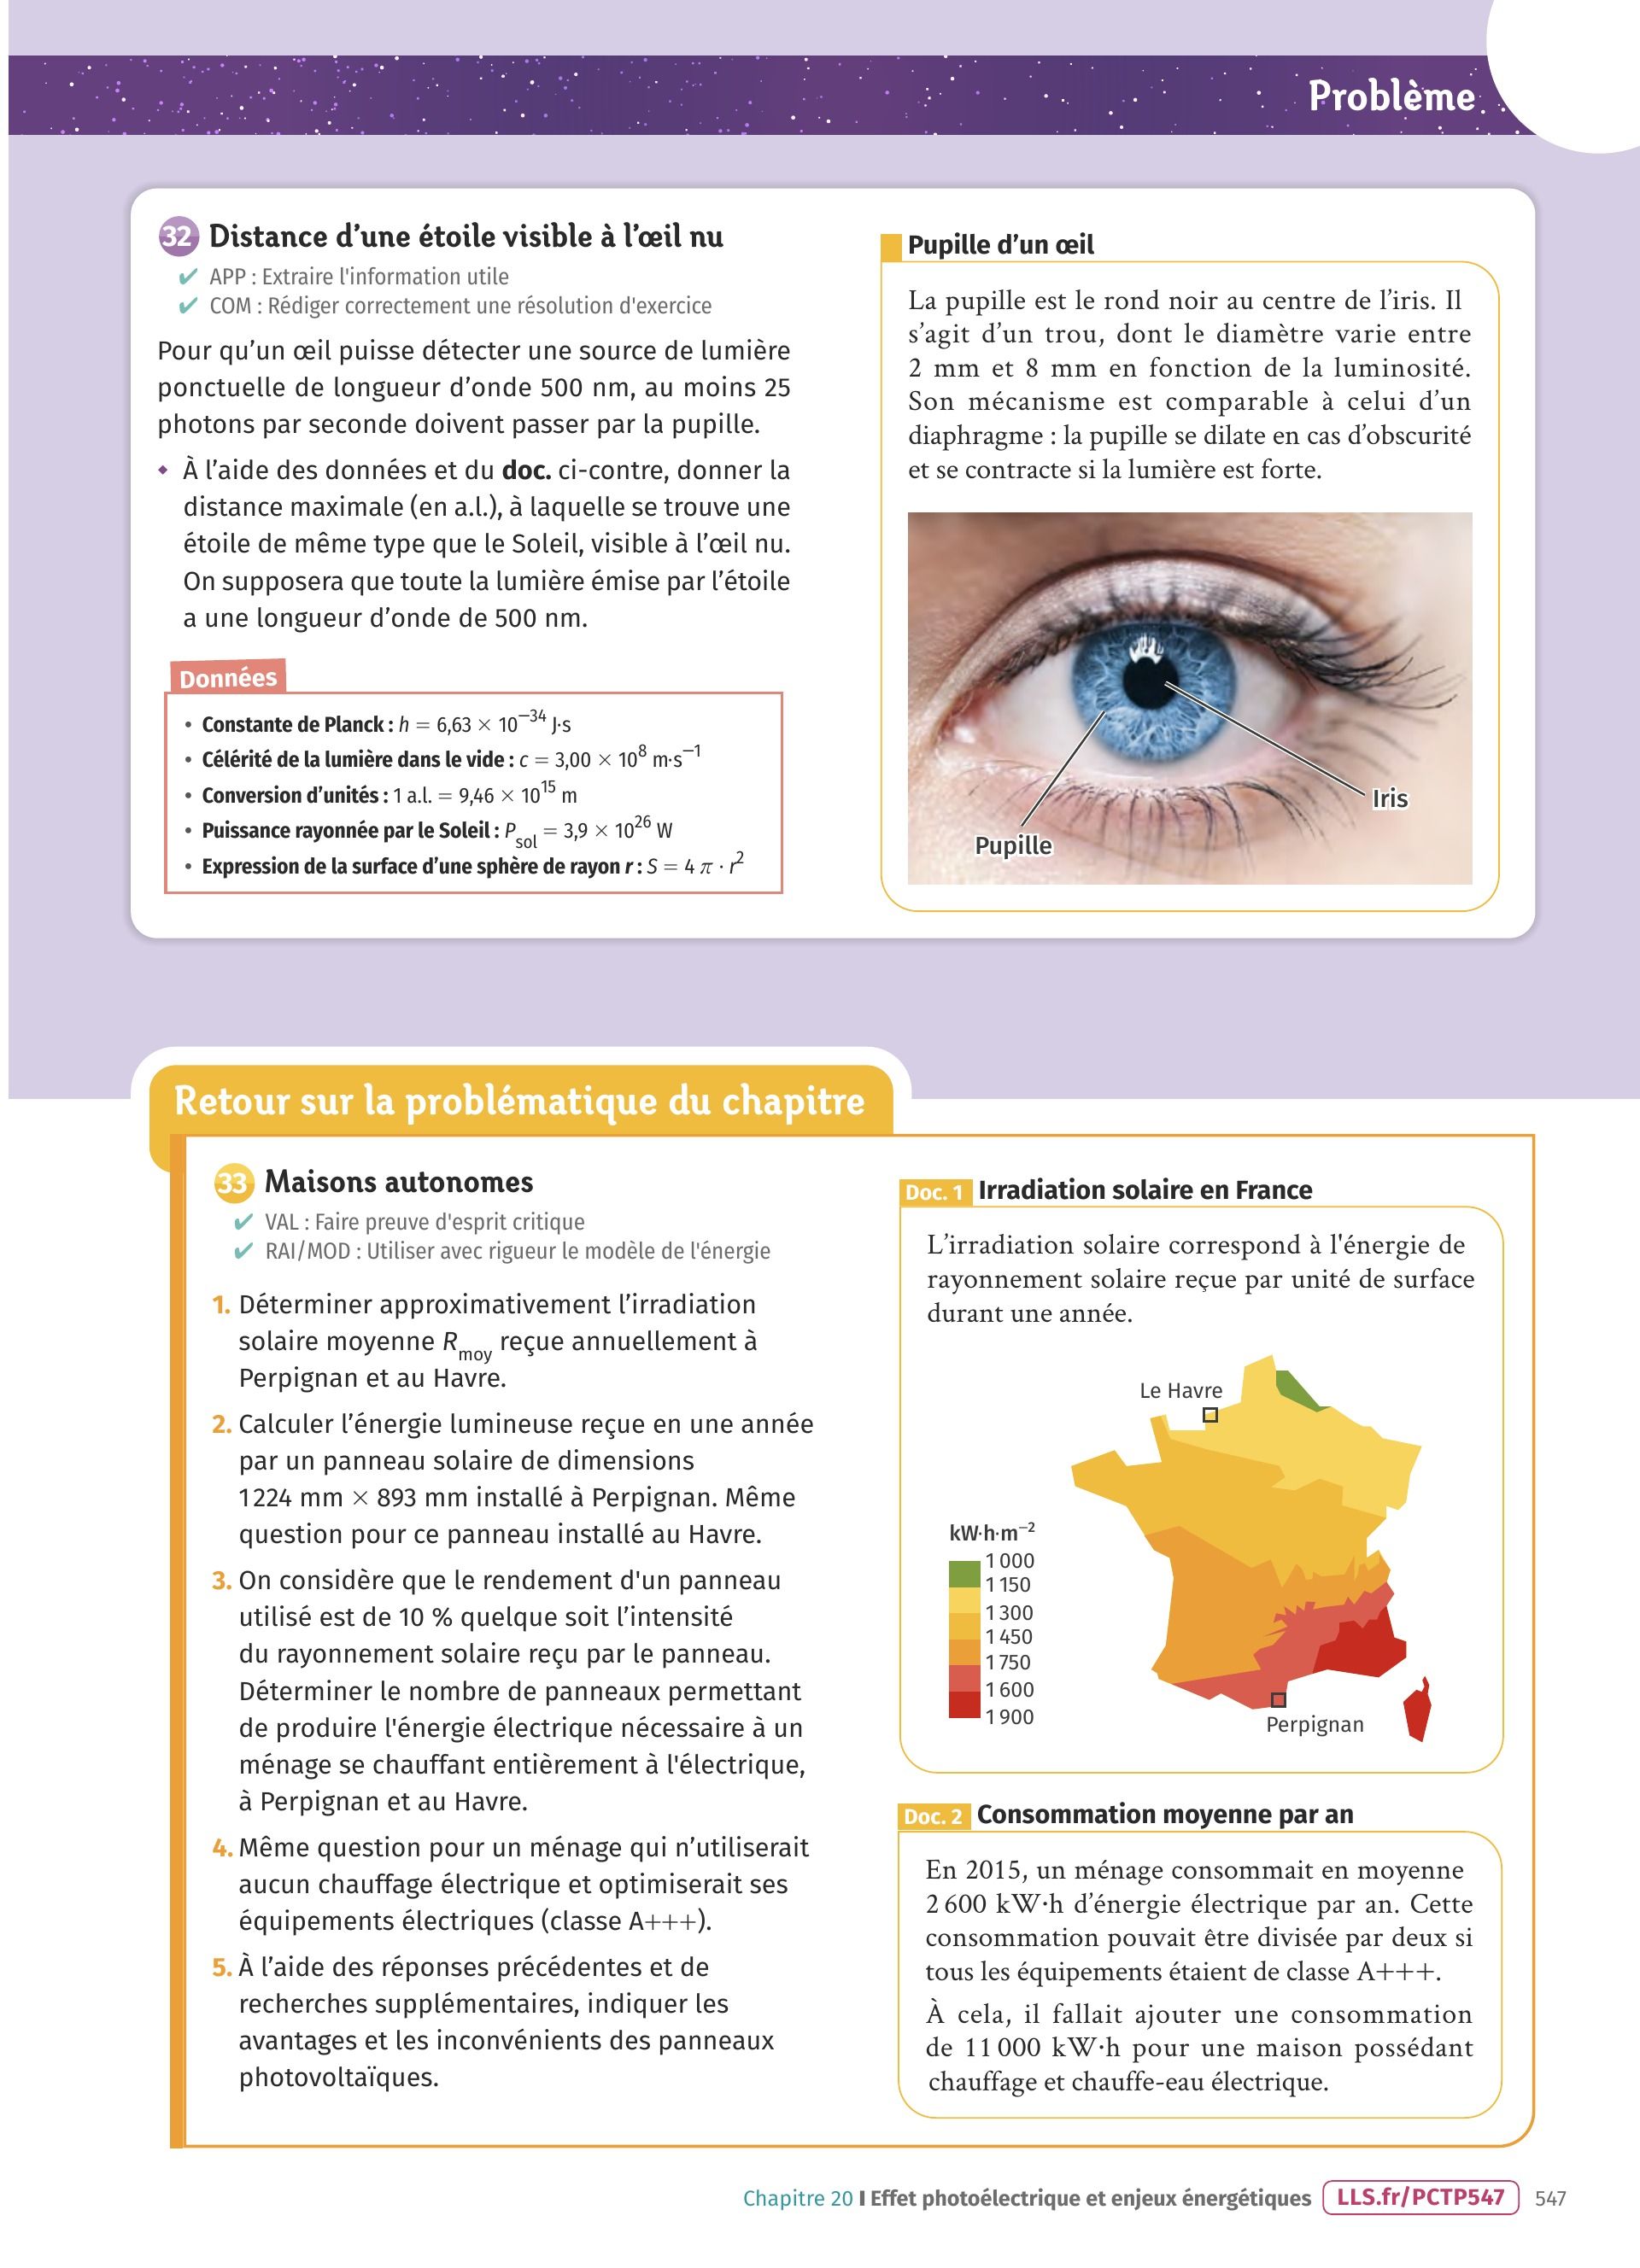 Problème
32 Distance d’une étoile visible à l’œil nu
✔ APP : Extraire l'information utile
✔ COM : Rédiger correctement une résolution d'exercice
Pour qu’un œil puisse détecter une source de lumière
ponctuelle de longueur d’onde 500 nm, au moins 25
photons par seconde doivent passer par la pupille.
À l’aide des données et du doc. ci-contre, donner la
distance maximale (en a.l.), à laquelle se trouve une
étoile de même type que le Soleil, visible à l’œil nu.
On supposera que toute la lumière émise par l’étoile
a une longueur d’onde de 500 nm.
Données
• Constante de Planck : h = 6,63 × 10⁻³⁴ J·s
• Célérité de la lumière dans le vide : c = 3,00 × 10⁸ m·s⁻¹
• Conversion d’unités : 1 a.l. = 9,46 × 10¹⁵ m
• Puissance rayonnée par le Soleil : Psol = 3,9 × 10²⁶ W
• Expression de la surface d’une sphère de rayon r : S = 4 π · r²
Pupille d’un œil
La pupille est le rond noir au centre de l’iris. Il
s’agit d’un trou, dont le diamètre varie entre
2 mm et 8 mm en fonction de la luminosité.
Son mécanisme est comparable à celui d’un
diaphragme : la pupille se dilate en cas d’obscurité
et se contracte si la lumière est forte.
Iris
Pupille
Retour sur la problématique du chapitre
33 Maisons autonomes
✔ VAL : Faire preuve d'esprit critique
✔ RAI/MOD : Utiliser avec rigueur le modèle de l'énergie
1. Déterminer approximativement l’irradiation
solaire moyenne Rmoy reçue annuellement à
Perpignan et au Havre.
2. Calculer l’énergie lumineuse reçue en une année
par un panneau solaire de dimensions
1 224 mm × 893 mm installé à Perpignan. Même
question pour ce panneau installé au Havre.
3. On considère que le rendement d'un panneau
utilisé est de 10 % quelque soit l’intensité
du rayonnement solaire reçu par le panneau.
Déterminer le nombre de panneaux permettant
de produire l'énergie électrique nécessaire à un
ménage se chauffant entièrement à l'électrique,
à Perpignan et au Havre.
4. Même question pour un ménage qui n’utiliserait
aucun chauffage électrique et optimiserait ses
équipements électriques (classe A+++).
5. À l’aide des réponses précédentes et de
recherches supplémentaires, indiquer les
avantages et les inconvénients des panneaux
photovoltaïques.
Doc. 1 Irradiation solaire en France
L’irradiation solaire correspond à l'énergie de
rayonnement solaire reçue par unité de surface
durant une année.
Le Havre
kW·h·m⁻²
1 000
1 150
1 300
1 450
1 750
1 600
1 900
Perpignan
Doc. 2 Consommation moyenne par an
En 2015, un ménage consommait en moyenne
2 600 kW·h d’énergie électrique par an. Cette
consommation pouvait être divisée par deux si
tous les équipements étaient de classe A+++.
À cela, il fallait ajouter une consommation
de 11 000 kW·h pour une maison possédant
chauffage et chauffe-eau électrique.
Chapitre 20 I Effet photoélectrique et enjeux énergétiques LLS.fr/PCTP547 547